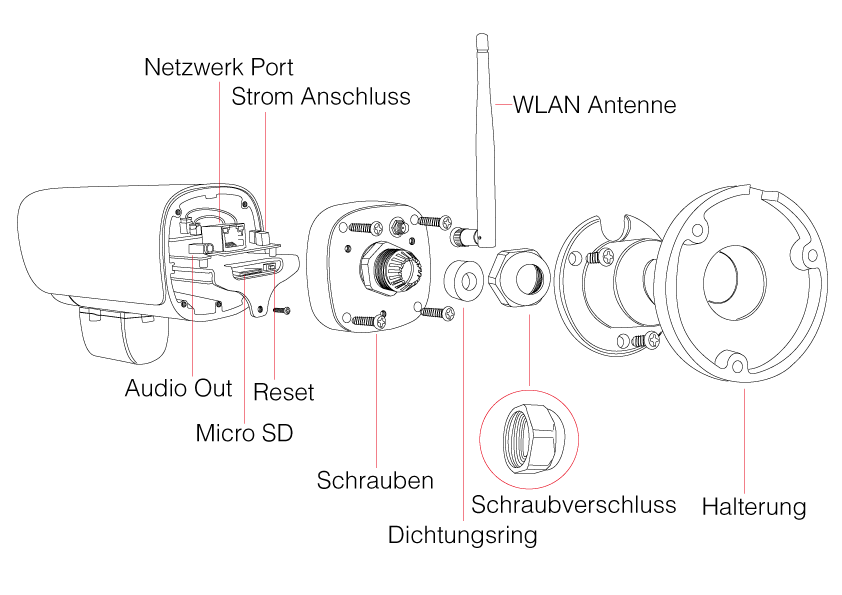 Netzwerk Port
Strom Anschluss
WLAN Antenne
Audio Out
Reset
Micro SD
Schrauben
Schraubverschluss
Halterung
Dichtungsring